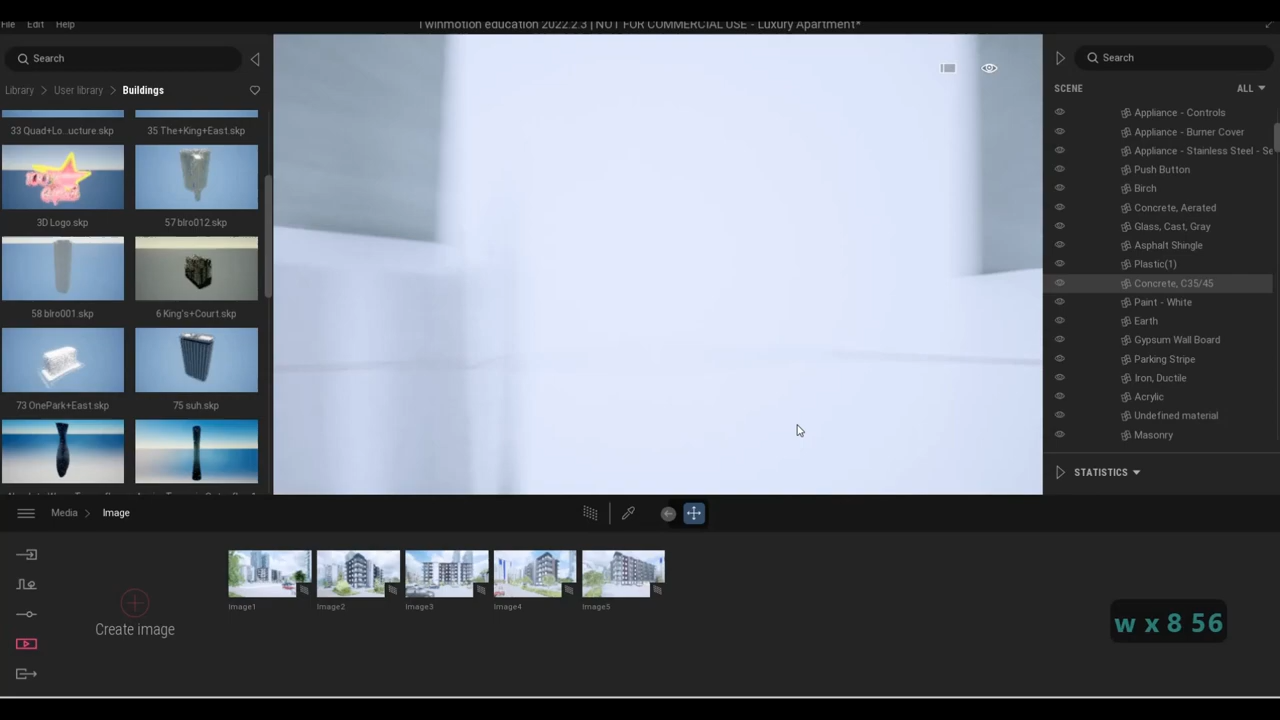 Twinmotion education 2022.2.3 | NOT FOR COMMERCIAL USE - Luxury Apartment*
File Edit Help
Search
Library > User library > Buildings
33 Quad+Lo...ucture.skp
35 The+King+East.skp
3D Logo.skp
57 blro012.skp
58 blro001.skp
6 King's+Court.skp
73 OnePark+East.skp
75 suh.skp
Search
SCENE
ALL
Appliance - Controls
Appliance - Burner Cover
Appliance - Stainless Steel - Se
Push Button
Birch
Concrete, Aerated
Glass, Cast, Gray
Asphalt Shingle
Plastic(1)
Concrete, C35/45
Paint - White
Earth
Gypsum Wall Board
Parking Stripe
Iron, Ductile
Acrylic
Undefined material
Masonry
STATISTICS
Media > Image
Create image
Image1
Image2
Image3
Image4
Image5
w x 8 56